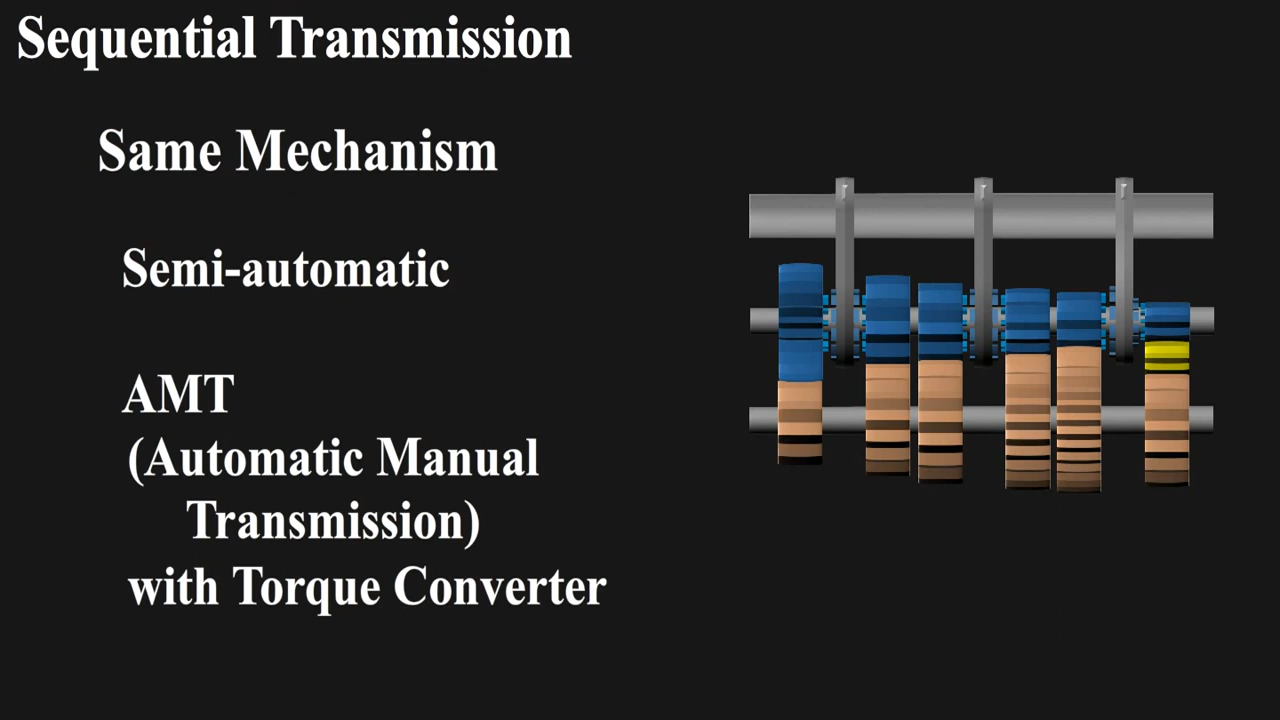 Sequential Transmission
Same Mechanism
Semi-automatic
AMT
(Automatic Manual
Transmission)
with Torque Converter